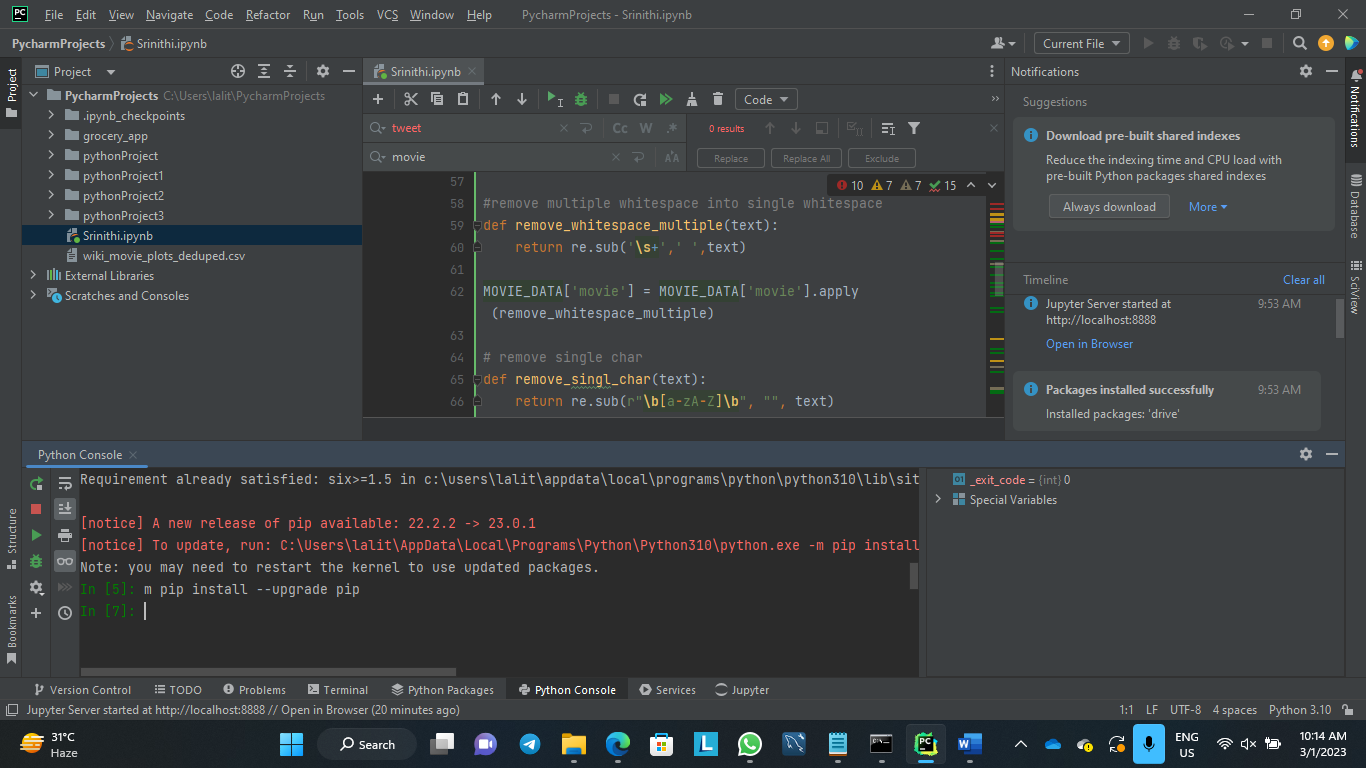 PC File Edit View Navigate Code Refactor Run Tools VCS Window Help PycharmProjects - Srinithi.ipynb
PycharmProjects Srinithi.ipynb Current File
Project
Project
PycharmProjects C:\Users\lalit\PycharmProjects
.ipynb_checkpoints
grocery_app
pythonProject
pythonProject1
pythonProject2
pythonProject3
Srinithi.ipynb
wiki_movie_plots_deduped.csv
External Libraries
Scratches and Consoles
Structure
Bookmarks
Srinithi.ipynb
Code
tweet Cc W .* 0 results
movie Replace Replace All Exclude
10 7 7 15
57
58 #remove multiple whitespace into single whitespace
59 def remove_whitespace_multiple(text):
60 return re.sub('\s+',' ',text)
61
62 MOVIE_DATA['movie'] = MOVIE_DATA['movie'].apply
(remove_whitespace_multiple)
63
64 # remove single char
65 def remove_singl_char(text):
66 return re.sub(r"\b[a-zA-Z]\b", "", text)
Notifications
Suggestions
Download pre-built shared indexes
Reduce the indexing time and CPU load with
pre-built Python packages shared indexes
Always download More
Timeline Clear all
Jupyter Server started at 9:53 AM
http://localhost:8888
Open in Browser
Packages installed successfully 9:53 AM
Installed packages: 'drive'
Notifications
Database
SciView
Python Console
Requirement already satisfied: six>=1.5 in c:\users\lalit\appdata\local\programs\python\python310\lib\sit
[notice] A new release of pip available: 22.2.2 -> 23.0.1
[notice] To update, run: C:\Users\lalit\AppData\Local\Programs\Python\Python310\python.exe -m pip install
Note: you may need to restart the kernel to use updated packages.
In [5]: m pip install --upgrade pip
In [7]:
01 _exit_code = {int} 0
Special Variables
Version Control TODO Problems Terminal Python Packages Python Console Services Jupyter
Jupyter Server started at http://localhost:8888 // Open in Browser (20 minutes ago) 1:1 LF UTF-8 4 spaces Python 3.10
31°C
Haze
Search
L
PC
W
ENG
US
10:14 AM
3/1/2023